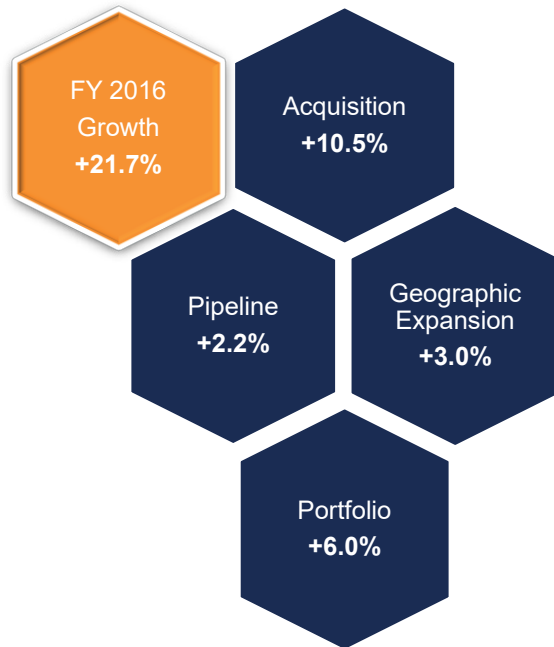 FY 2016
Growth
+21.7%
Acquisition
+10.5%
Pipeline
+2.2%
Geographic
Expansion
+3.0%
Portfolio
+6.0%